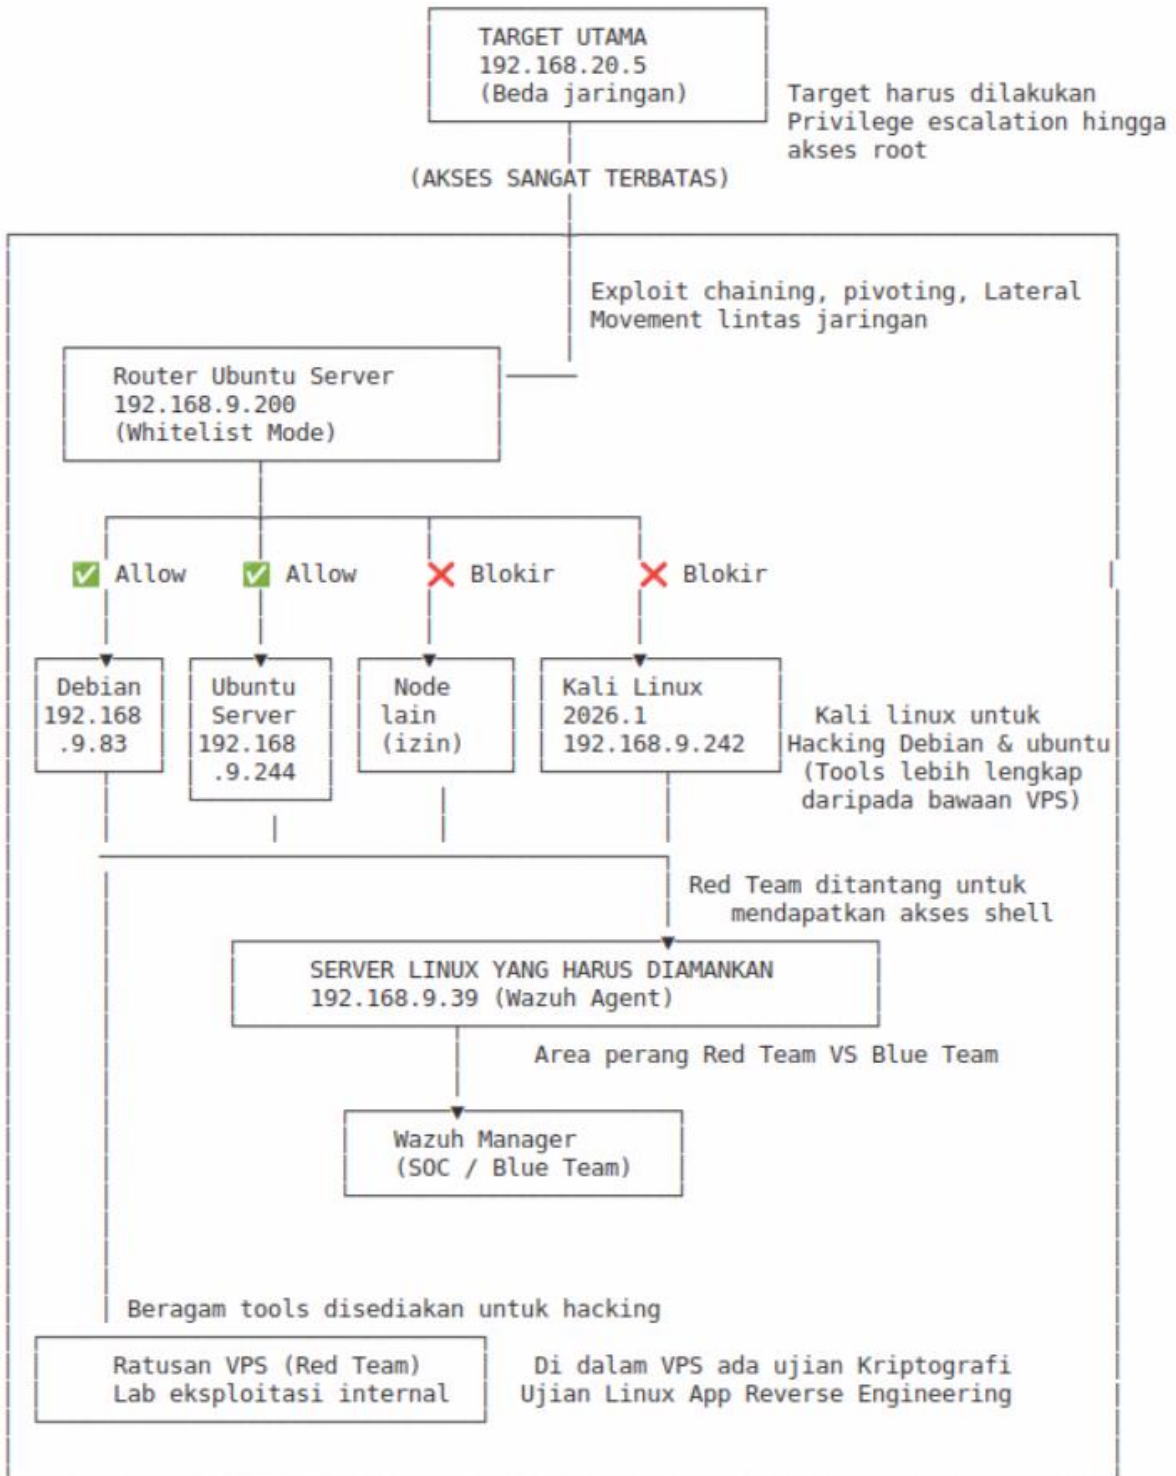 TARGET UTAMA
192.168.20.5
(Beda jaringan)
Target harus dilakukan
Privilege escalation hingga
akses root
(AKSES SANGAT TERBATAS)
Exploit chaining, pivoting, Lateral
Movement lintas jaringan
Router Ubuntu Server
192.168.9.200
(Whitelist Mode)
✅ Allow
✅ Allow
❌ Blokir
❌ Blokir
Debian
192.168
.9.83
Ubuntu
Server
192.168
.9.244
Node
lain
(izin)
Kali Linux
2026.1
192.168.9.242
Kali linux untuk
Hacking Debian & ubuntu
(Tools lebih lengkap
daripada bawaan VPS)
Red Team ditantang untuk
mendapatkan akses shell
SERVER LINUX YANG HARUS DIAMANKAN
192.168.9.39 (Wazuh Agent)
Area perang Red Team VS Blue Team
Wazuh Manager
(SOC / Blue Team)
Beragam tools disediakan untuk hacking
Ratusan VPS (Red Team)
Lab eksploitasi internal
Di dalam VPS ada ujian Kriptografi
Ujian Linux App Reverse Engineering